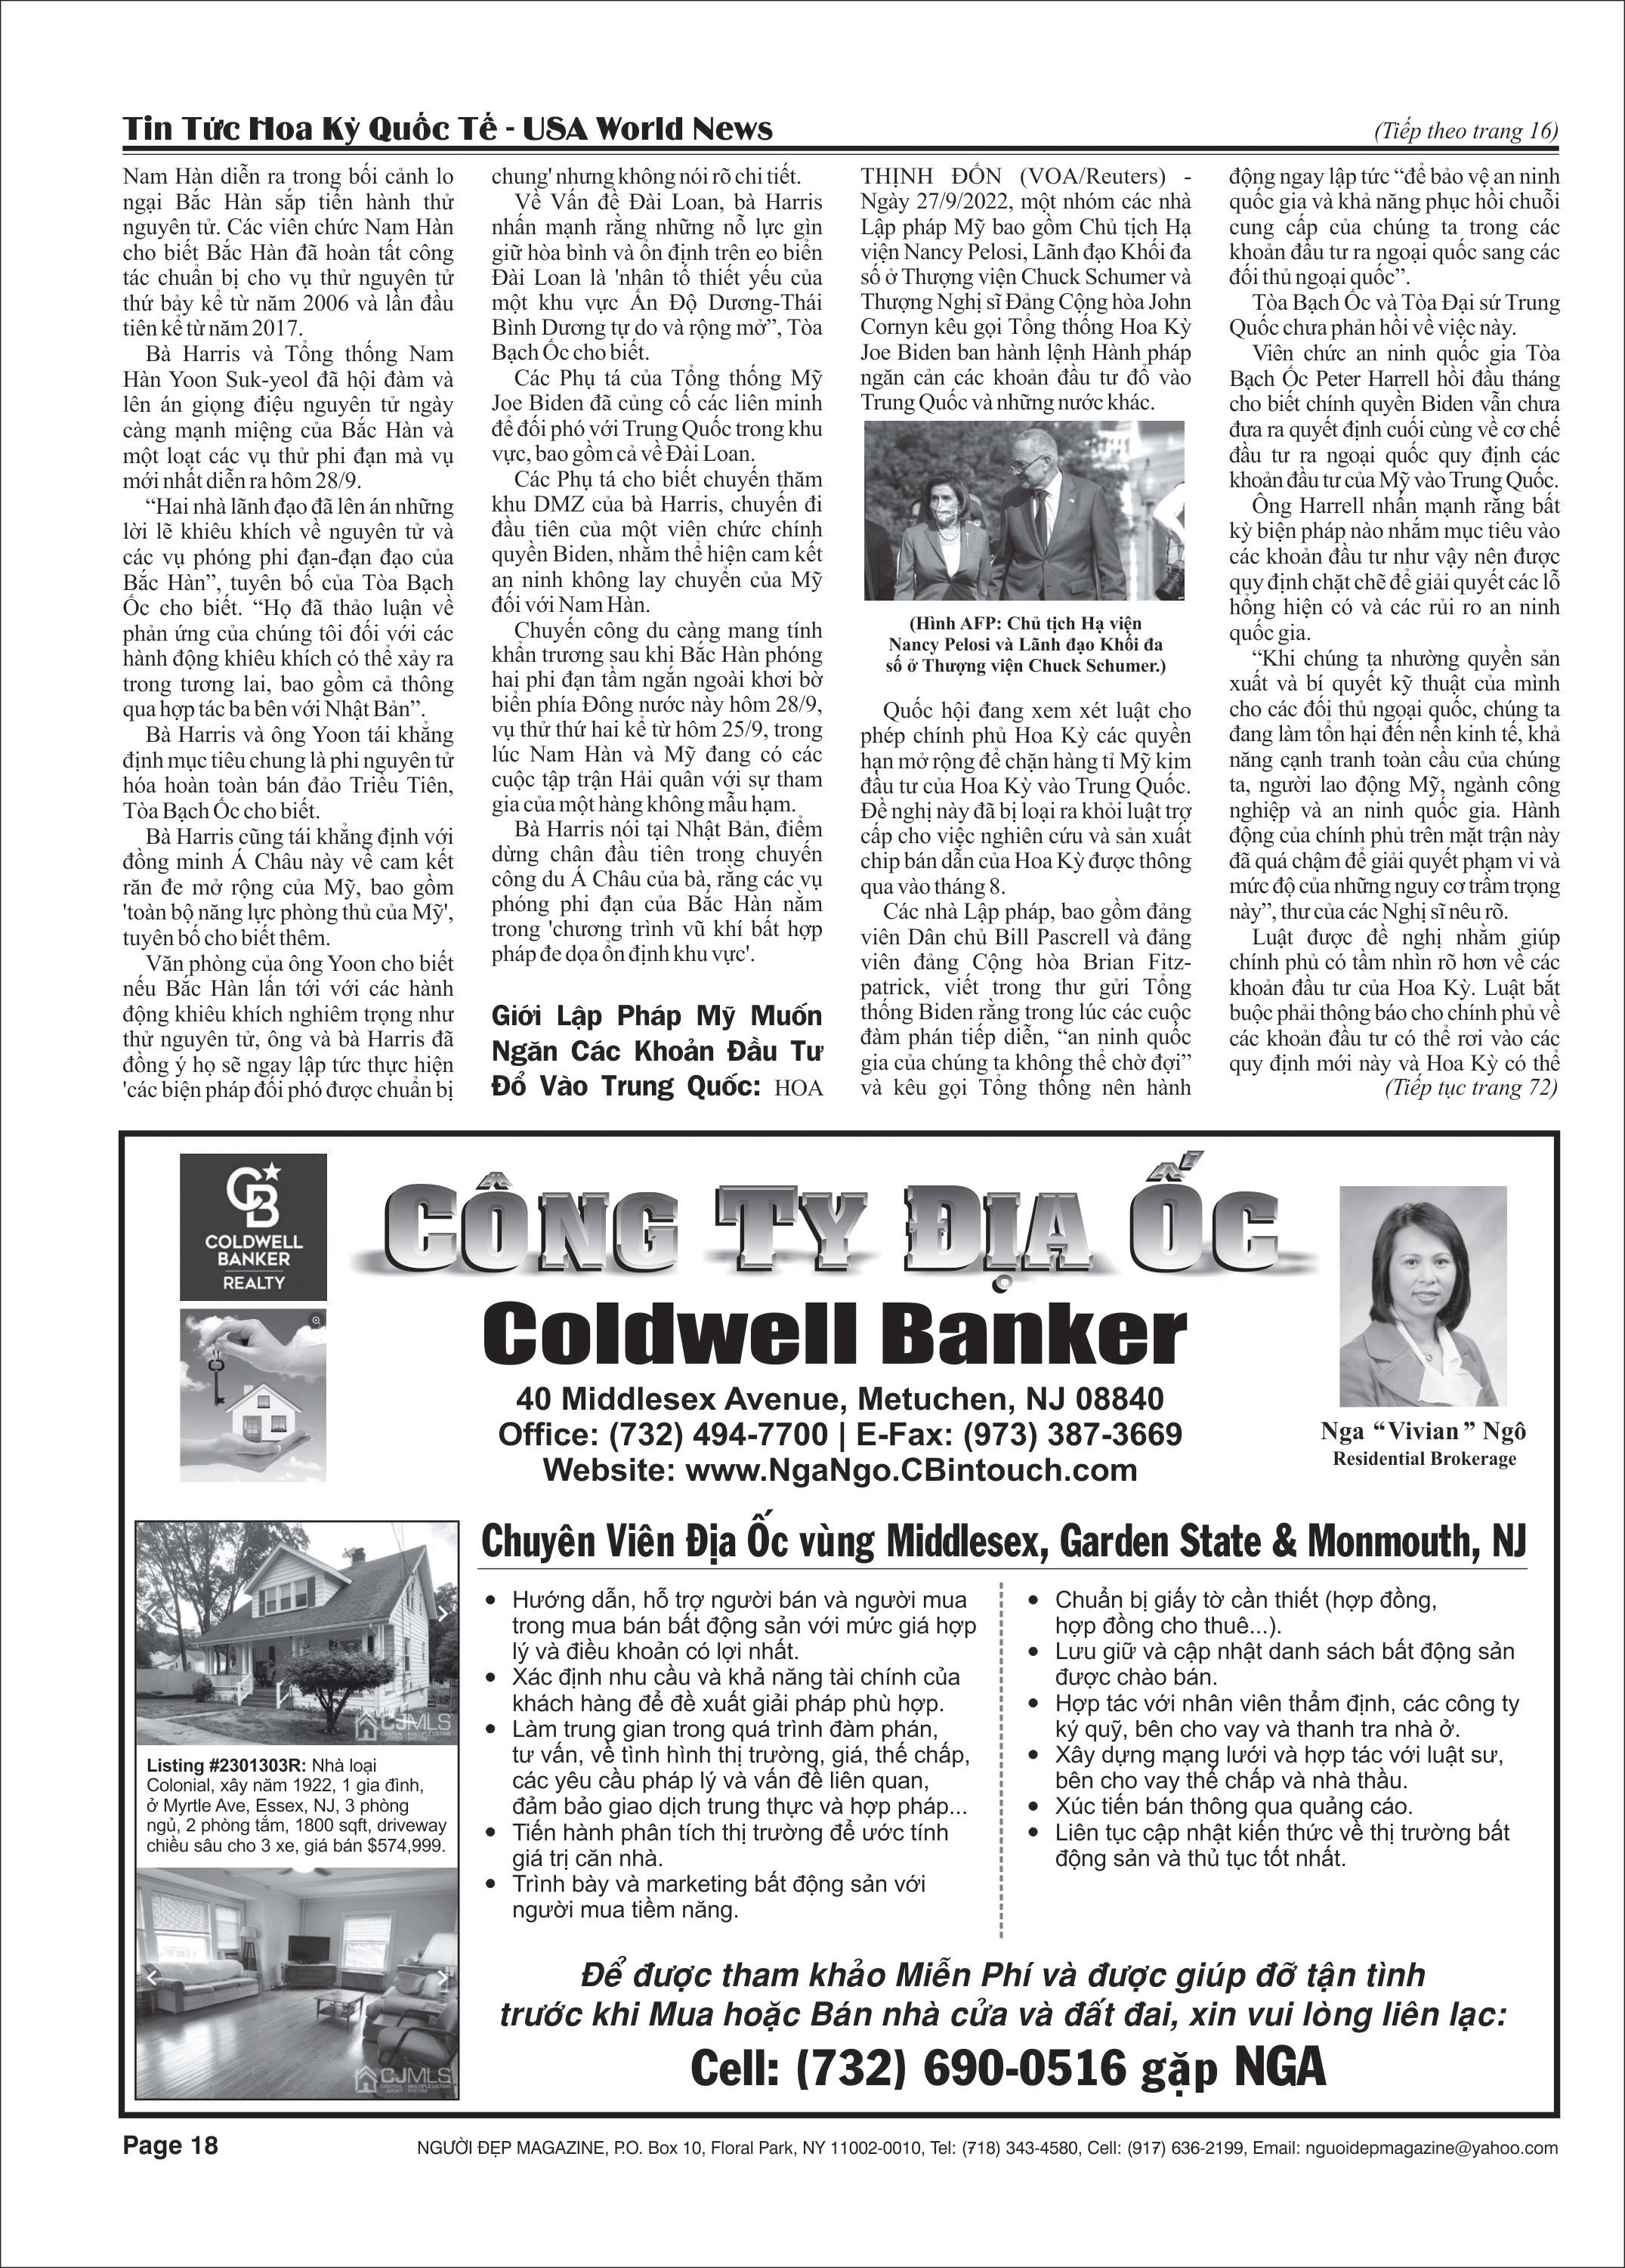 Tin Tức Hoa Kỳ Quốc Tế - USA World News
(Tiếp theo trang 16)
Nam Hàn diễn ra trong bối cảnh lo
ngại Bắc Hàn sắp tiến hành thử
nguyên tử. Các viên chức Nam Hàn
cho biết Bắc Hàn đã hoàn tất công
tác chuẩn bị cho vụ thử nguyên tử
thứ bảy kể từ năm 2006 và lần đầu
tiên kể từ năm 2017.
Bà Harris và Tổng thống Nam
Hàn Yoon Suk-yeol đã hội đàm và
lên án giọng điệu nguyên tử ngày
càng mạnh miệng của Bắc Hàn và
một loạt các vụ thử phi đạn mà vụ
mới nhất diễn ra hôm 28/9.
“Hai nhà lãnh đạo đã lên án những
lời lẽ khiêu khích về nguyên tử và
các vụ phóng phi đạn-đạn đạo của
Bắc Hàn”, tuyên bố của Tòa Bạch
Ốc cho biết. “Họ đã thảo luận về
phản ứng của chúng tôi đối với các
hành động khiêu khích có thể xảy ra
trong tương lai, bao gồm cả thông
qua hợp tác ba bên với Nhật Bản”.
Bà Harris và ông Yoon tái khẳng
định mục tiêu chung là phi nguyên tử
hóa hoàn toàn bán đảo Triều Tiên,
Tòa Bạch Ốc cho biết.
Bà Harris cũng tái khẳng định với
đồng minh Á Châu này về cam kết
răn đe mở rộng của Mỹ, bao gồm
'toàn bộ năng lực phòng thủ của Mỹ',
tuyên bố cho biết thêm.
Văn phòng của ông Yoon cho biết
nếu Bắc Hàn lấn tới với các hành
động khiêu khích nghiêm trọng như
thử nguyên tử, ông và bà Harris đã
đồng ý họ sẽ ngay lập tức thực hiện
'các biện pháp đối phó được chuẩn bị
chung' nhưng không nói rõ chi tiết.
Về Vấn đề Đài Loan, bà Harris
nhấn mạnh rằng những nỗ lực gìn
giữ hòa bình và ổn định trên eo biển
Đài Loan là 'nhân tố thiết yếu của
một khu vực Ấn Độ Dương-Thái
Bình Dương tự do và rộng mở”, Tòa
Bạch Ốc cho biết.
Các Phụ tá của Tổng thống Mỹ
Joe Biden đã củng cố các liên minh
để đối phó với Trung Quốc trong khu
vực, bao gồm cả về Đài Loan.
Các Phụ tá cho biết chuyến thăm
khu DMZ của bà Harris, chuyến đi
đầu tiên của một viên chức chính
quyền Biden, nhằm thể hiện cam kết
an ninh không lay chuyển của Mỹ
đối với Nam Hàn.
Chuyến công du càng mang tính
khẩn trương sau khi Bắc Hàn phóng
hai phi đạn tầm ngắn ngoài khơi bờ
biển phía Đông nước này hôm 28/9,
vụ thử thứ hai kể từ hôm 25/9, trong
lúc Nam Hàn và Mỹ đang có các
cuộc tập trận Hải quân với sự tham
gia của một hàng không mẫu hạm.
Bà Harris nói tại Nhật Bản, điểm
dừng chân đầu tiên trong chuyến
công du Á Châu của bà, rằng các vụ
phóng phi đạn của Bắc Hàn nằm
trong 'chương trình vũ khí bất hợp
pháp đe dọa ổn định khu vực'.
Giới Lập Pháp Mỹ Muốn
Ngăn Các Khoản Đầu Tư
Đổ Vào Trung Quốc: HOA
THỊNH ĐỐN (VOA/Reuters) -
Ngày 27/9/2022, một nhóm các nhà
Lập pháp Mỹ bao gồm Chủ tịch Hạ
viện Nancy Pelosi, Lãnh đạo Khối đa
số ở Thượng viện Chuck Schumer và
Thượng Nghị sĩ Đảng Cộng hòa John
Cornyn kêu gọi Tổng thống Hoa Kỳ
Joe Biden ban hành lệnh Hành pháp
ngăn cản các khoản đầu tư đổ vào
Trung Quốc và những nước khác.
(Hình AFP: Chủ tịch Hạ viện
Nancy Pelosi và Lãnh đạo Khối đa
số ở Thượng viện Chuck Schumer.)
Quốc hội đang xem xét luật cho
phép chính phủ Hoa Kỳ các quyền
hạn mở rộng để chặn hàng tỉ Mỹ kim
đầu tư của Hoa Kỳ vào Trung Quốc.
Đề nghị này đã bị loại ra khỏi luật trợ
cấp cho việc nghiên cứu và sản xuất
chip bán dẫn của Hoa Kỳ được thông
qua vào tháng 8.
Các nhà Lập pháp, bao gồm đảng
viên Dân chủ Bill Pascrell và đảng
viên đảng Cộng hòa Brian Fitz-
patrick, viết trong thư gửi Tổng
thống Biden rằng trong lúc các cuộc
đàm phán tiếp diễn, “an ninh quốc
gia của chúng ta không thể chờ đợi”
và kêu gọi Tổng thống nên hành
động ngay lập tức “để bảo vệ an ninh
quốc gia và khả năng phục hồi chuỗi
cung cấp của chúng ta trong các
khoản đầu tư ra ngoại quốc sang các
đối thủ ngoại quốc”.
Tòa Bạch Ốc và Tòa Đại sứ Trung
Quốc chưa phản hồi về việc này.
Viên chức an ninh quốc gia Tòa
Bạch Ốc Peter Harrell hồi đầu tháng
cho biết chính quyền Biden vẫn chưa
đưa ra quyết định cuối cùng về cơ chế
đầu tư ra ngoại quốc quy định các
khoản đầu tư của Mỹ vào Trung Quốc.
Ông Harrell nhấn mạnh rằng bất
kỳ biện pháp nào nhắm mục tiêu vào
các khoản đầu tư như vậy nên được
quy định chặt chẽ để giải quyết các lỗ
hổng hiện có và các rủi ro an ninh
quốc gia.
“Khi chúng ta nhường quyền sản
xuất và bí quyết kỹ thuật của mình
cho các đối thủ ngoại quốc, chúng ta
đang làm tổn hại đến nền kinh tế, khả
năng cạnh tranh toàn cầu của chúng
ta, người lao động Mỹ, ngành công
nghiệp và an ninh quốc gia. Hành
động của chính phủ trên mặt trận này
đã quá chậm để giải quyết phạm vi và
mức độ của những nguy cơ trầm trọng
này”, thư của các Nghị sĩ nêu rõ.
Luật được đề nghị nhằm giúp
chính phủ có tầm nhìn rõ hơn về các
khoản đầu tư của Hoa Kỳ. Luật bắt
buộc phải thông báo cho chính phủ về
các khoản đầu tư có thể rơi vào các
quy định mới này và Hoa Kỳ có thể
(Tiếp tục trang 72)
COLDWELL
BANKER
REALTY
CÔNG TY ĐỊA ỐC
Coldwell Banker
40 Middlesex Avenue, Metuchen, NJ 08840
Office: (732) 494-7700 | E-Fax: (973) 387-3669
Website: www.NgaNgo.CBintouch.com
Nga “Vivian” Ngô
Residential Brokerage
CJMLS
Listing #2301303R: Nhà loại
Colonial, xây năm 1922, 1 gia đình,
ở Myrtle Ave, Essex, NJ, 3 phòng
ngủ, 2 phòng tắm, 1800 sqft, driveway
chiều sâu cho 3 xe, giá bán $574,999.
CJMLS
Chuyên Viên Địa Ốc vùng Middlesex, Garden State & Monmouth, NJ
• Hướng dẫn, hỗ trợ người bán và người mua
trong mua bán bất động sản với mức giá hợp
lý và điều khoản có lợi nhất.
• Xác định nhu cầu và khả năng tài chính của
khách hàng để đề xuất giải pháp phù hợp.
• Làm trung gian trong quá trình đàm phán,
tư vấn, về tình hình thị trường, giá, thế chấp,
các yêu cầu pháp lý và vấn đề liên quan,
đảm bảo giao dịch trung thực và hợp pháp...
• Tiến hành phân tích thị trường để ước tính
giá trị căn nhà.
• Trình bày và marketing bất động sản với
người mua tiềm năng.
• Chuẩn bị giấy tờ cần thiết (hợp đồng,
hợp đồng cho thuê...).
• Lưu giữ và cập nhật danh sách bất động sản
được chào bán.
• Hợp tác với nhân viên thẩm định, các công ty
ký quỹ, bên cho vay và thanh tra nhà ở.
• Xây dựng mạng lưới và hợp tác với luật sư,
bên cho vay thế chấp và nhà thầu.
• Xúc tiến bán thông qua quảng cáo.
• Liên tục cập nhật kiến thức về thị trường bất
động sản và thủ tục tốt nhất.
Để được tham khảo Miễn Phí và được giúp đỡ tận tình
trước khi Mua hoặc Bán nhà cửa và đất đai, xin vui lòng liên lạc:
Cell: (732) 690-0516 gặp NGA
Page 18
NGƯỜI ĐẸP MAGAZINE, P.O. Box 10, Floral Park, NY 11002-0010, Tel: (718) 343-4580, Cell: (917) 636-2199, Email: nguoidepmagazine@yahoo.com